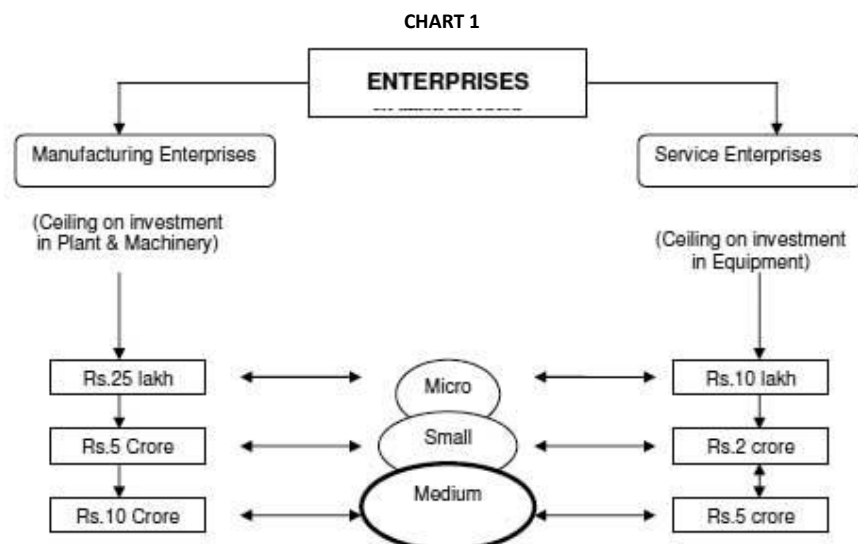 CHART 1
ENTERPRISES
Manufacturing Enterprises
Service Enterprises
(Ceiling on investment
in Plant & Machinery)
(Ceiling on investment
in Equipment)
Rs.25 lakh
Micro
Rs.10 lakh
Rs.5 Crore
Small
Rs.2 crore
Rs.10 Crore
Medium
Rs.5 crore